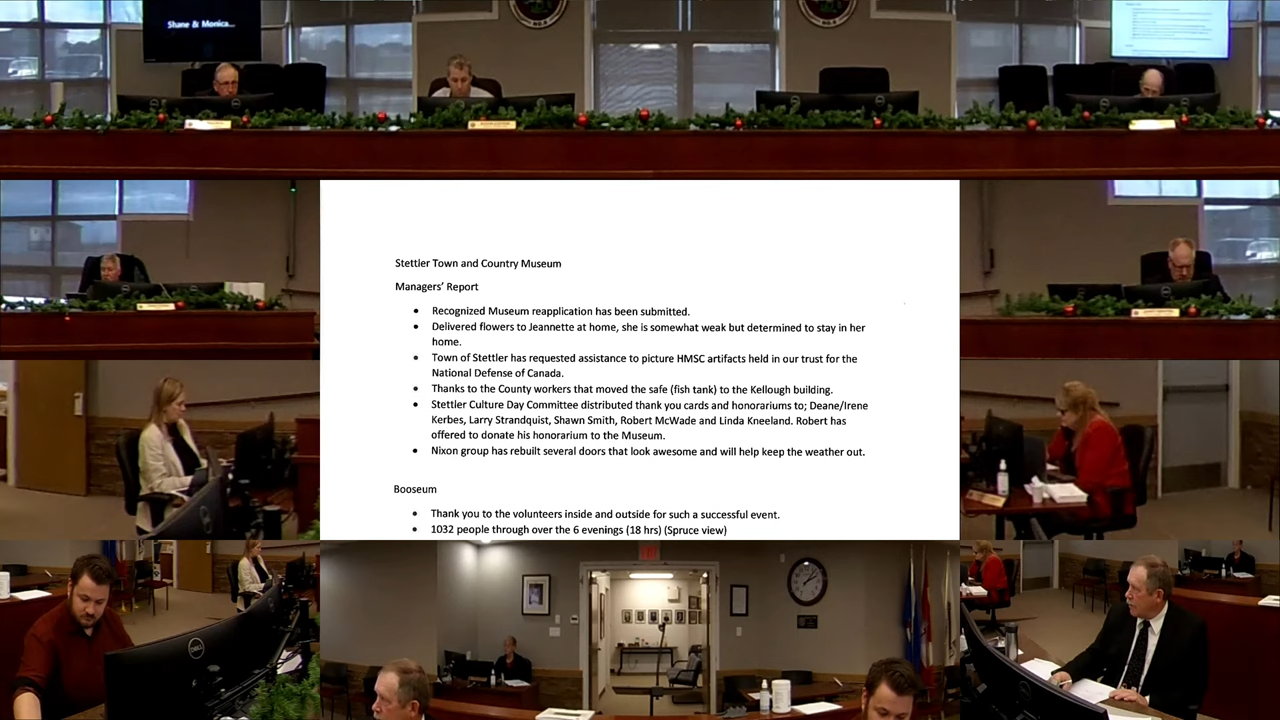 Shane & Monica...
Stettler Town and Country Museum
Managers' Report
• Recognized Museum reapplication has been submitted.
• Delivered flowers to Jeannette at home, she is somewhat weak but determined to stay in her
home.
• Town of Stettler has requested assistance to picture HMSC artifacts held in our trust for the
National Defense of Canada.
• Thanks to the County workers that moved the safe (fish tank) to the Kellough building.
• Stettler Culture Day Committee distributed thank you cards and honorariums to; Deane/Irene
Kerbes, Larry Strandquist, Shawn Smith, Robert McWade and Linda Kneeland. Robert has
offered to donate his honorarium to the Museum.
• Nixon group has rebuilt several doors that look awesome and will help keep the weather out.
Booseum
• Thank you to the volunteers inside and outside for such a successful event.
• 1032 people through over the 6 evenings (18 hrs) (Spruce view)
DELL